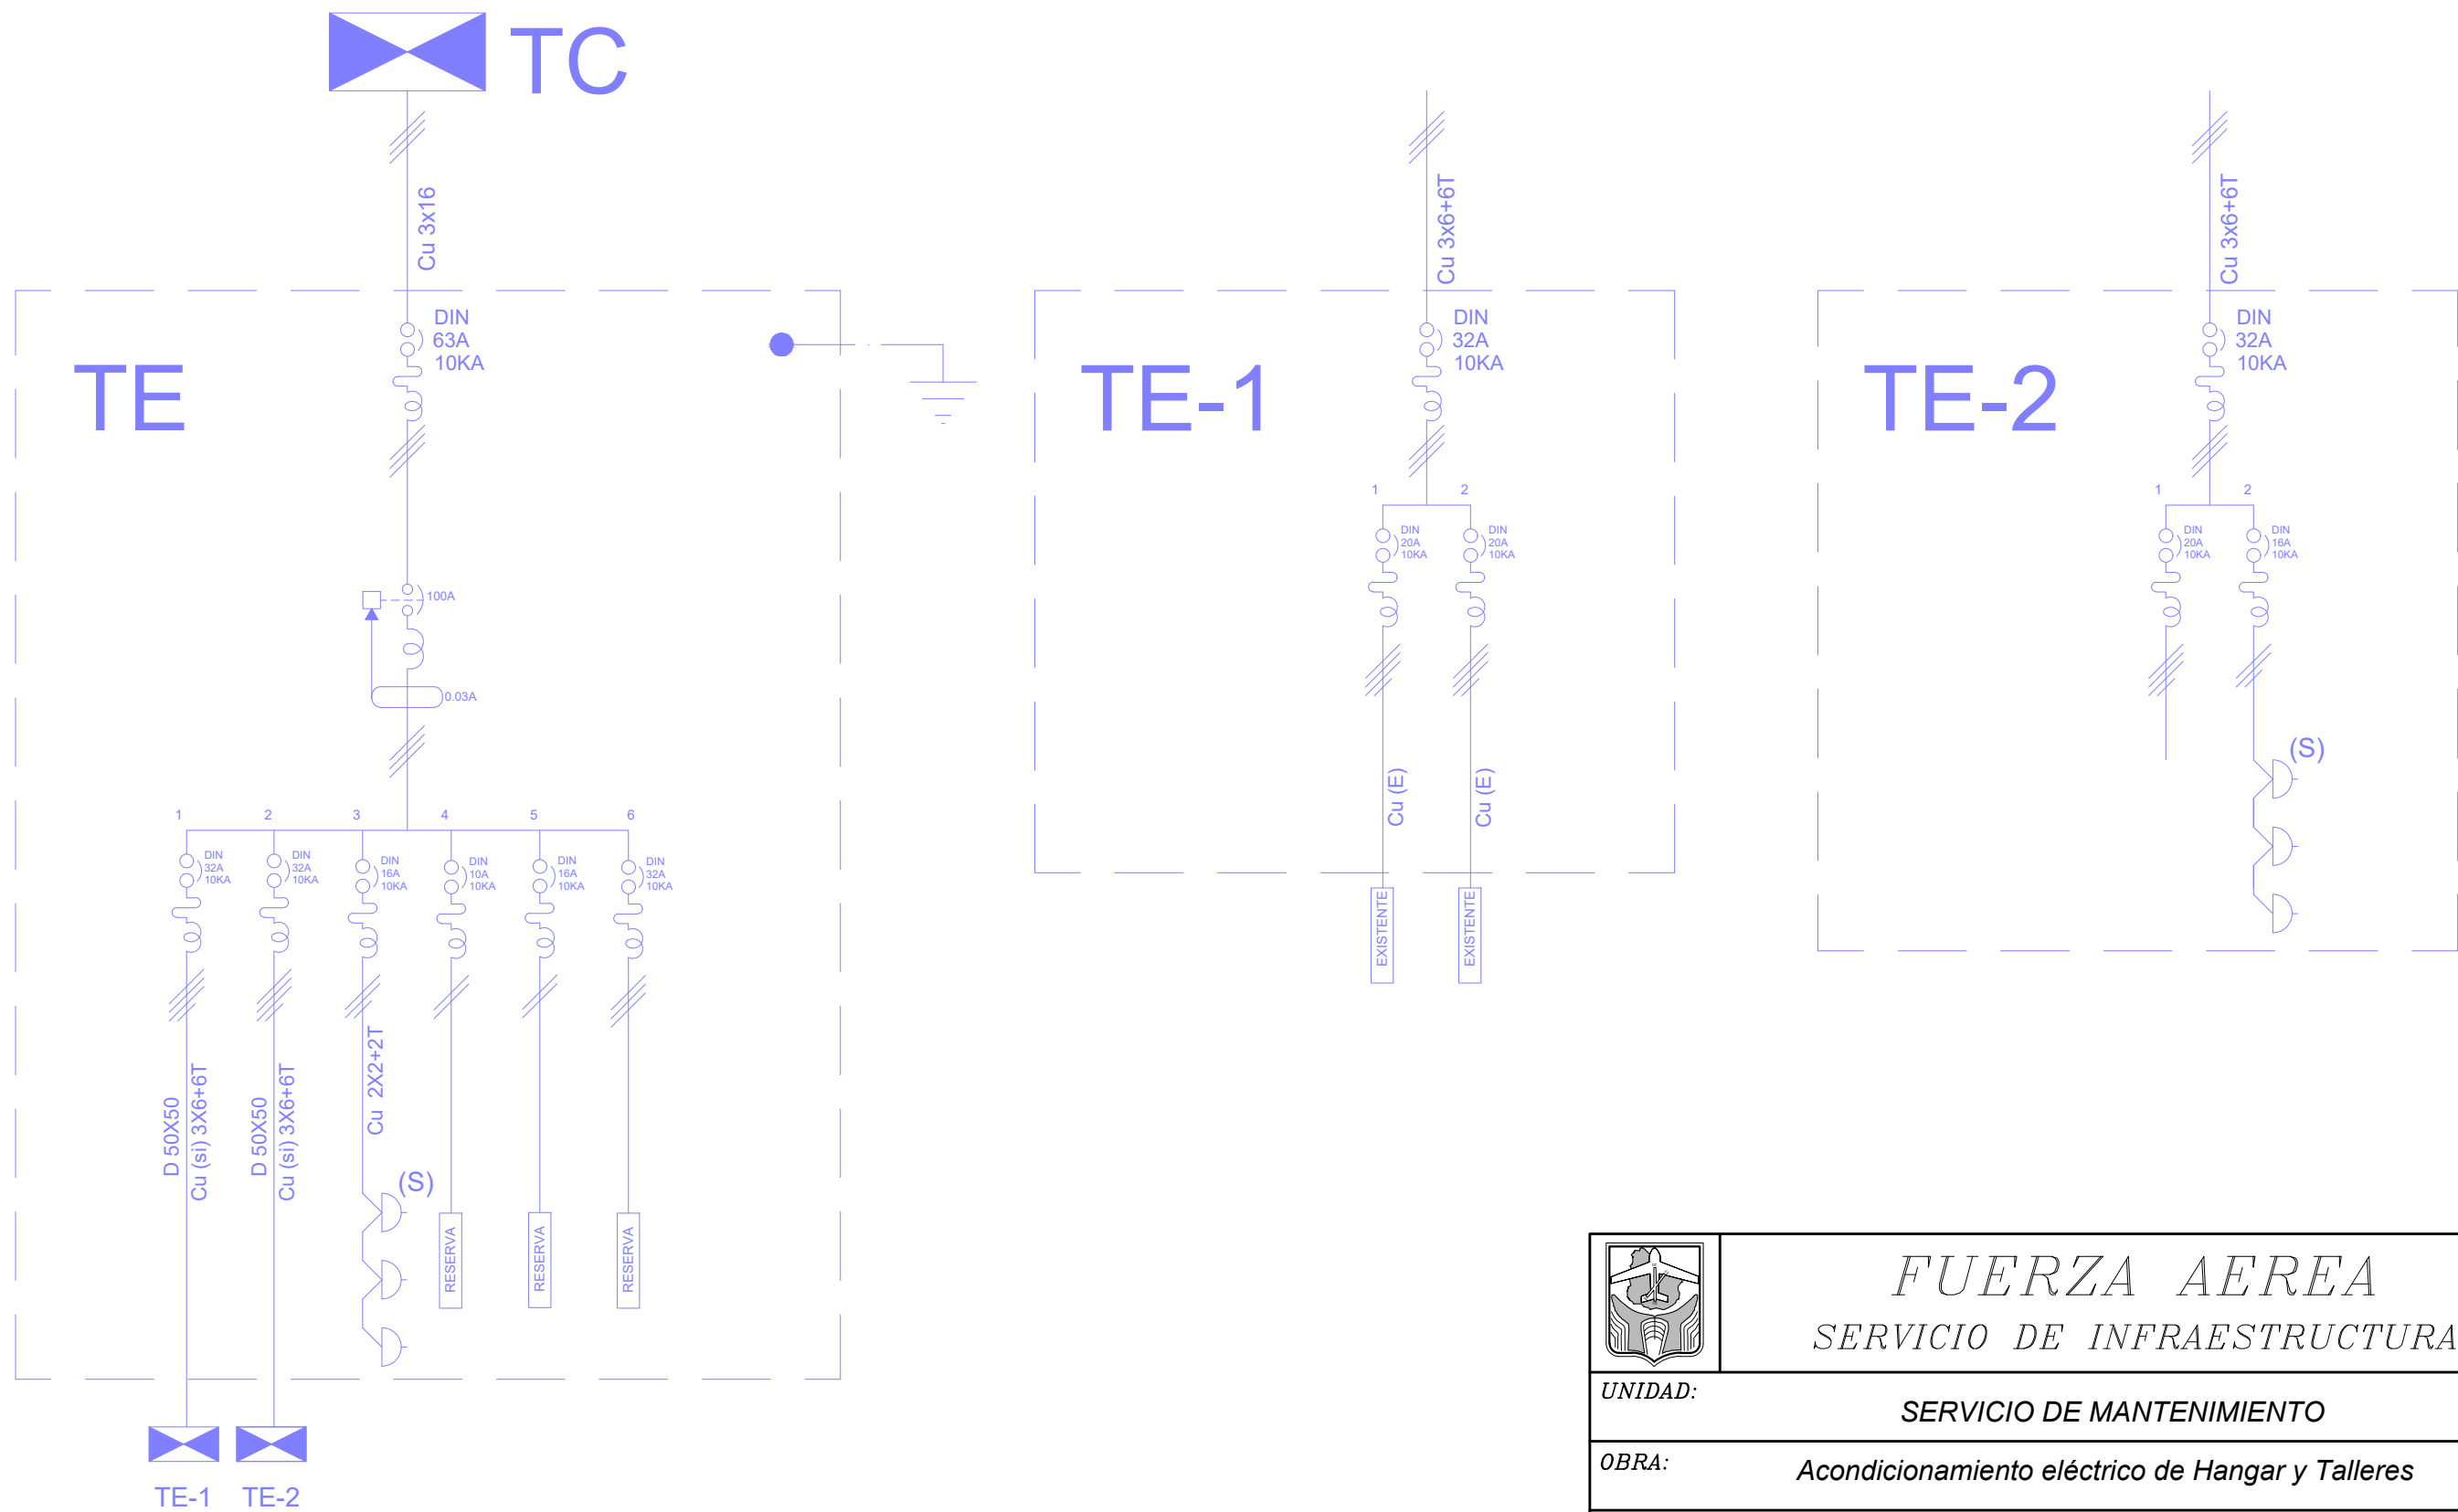 TC
Cu 3x16
TE
DIN
63A
10KA
100A
0.03A
1
2
3
4
5
6
DIN
32A
10KA
DIN
32A
10KA
DIN
16A
10KA
DIN
10A
10KA
DIN
16A
10KA
DIN
32A
10KA
D 50X50
Cu (si) 3X6+6T
D 50X50
Cu (si) 3X6+6T
Cu 2X2+2T
(S)
RESERVA
RESERVA
RESERVA
TE-1
TE-2
Cu 3x6+6T
TE-1
DIN
32A
10KA
1
2
DIN
20A
10KA
DIN
20A
10KA
Cu (E)
Cu (E)
EXISTENTE
EXISTENTE
Cu 3x6+6T
TE-2
DIN
32A
10KA
1
2
DIN
20A
10KA
DIN
16A
10KA
(S)
FUERZA AEREA
SERVICIO DE INFRAESTRUCTURA
UNIDAD:
SERVICIO DE MANTENIMIENTO
OBRA:
Acondicionamiento eléctrico de Hangar y Talleres